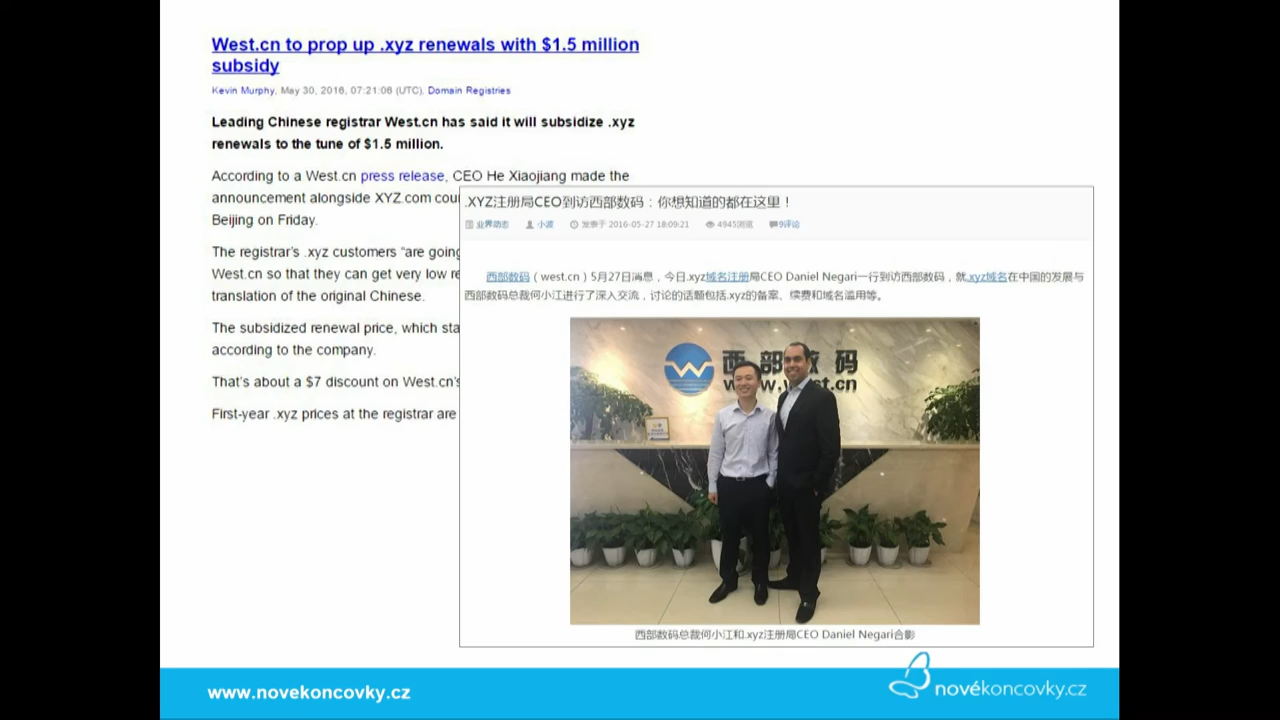 West.cn to prop up .xyz renewals with $1.5 million
subsidy
Kevin Murphy, May 30, 2016, 07:21:06 (UTC), Domain Registries
Leading Chinese registrar West.cn has said it will subsidize .xyz
renewals to the tune of $1.5 million.
According to a West.cn press release, CEO He Xiaojiang made the
announcement alongside XYZ.com cou
Beijing on Friday.
The registrar's .xyz customers “are going
West.cn so that they can get very low re
translation of the original Chinese.
The subsidized renewal price, which sta
according to the company.
That's about a $7 discount on West.cn's
First-year .xyz prices at the registrar are
.XYZ注册局CEO到访西部数码：你想知道的都在这里！
业界动态 小波 发表于 2016-05-27 18:09:21 4945浏览 9评论
西部数码（west.cn）5月27日消息，今日.xyz域名注册局CEO Daniel Negari一行到访西部数码，就.xyz域名在中国的发展与
西部数码总裁何小江进行了深入交流，讨论的话题包括.xyz的备案、续费和域名滥用等。
西部数码
www.west.cn
西部数码总裁何小江和.xyz注册局CEO Daniel Negari合影
www.novekoncovky.cz
novékoncovky.cz